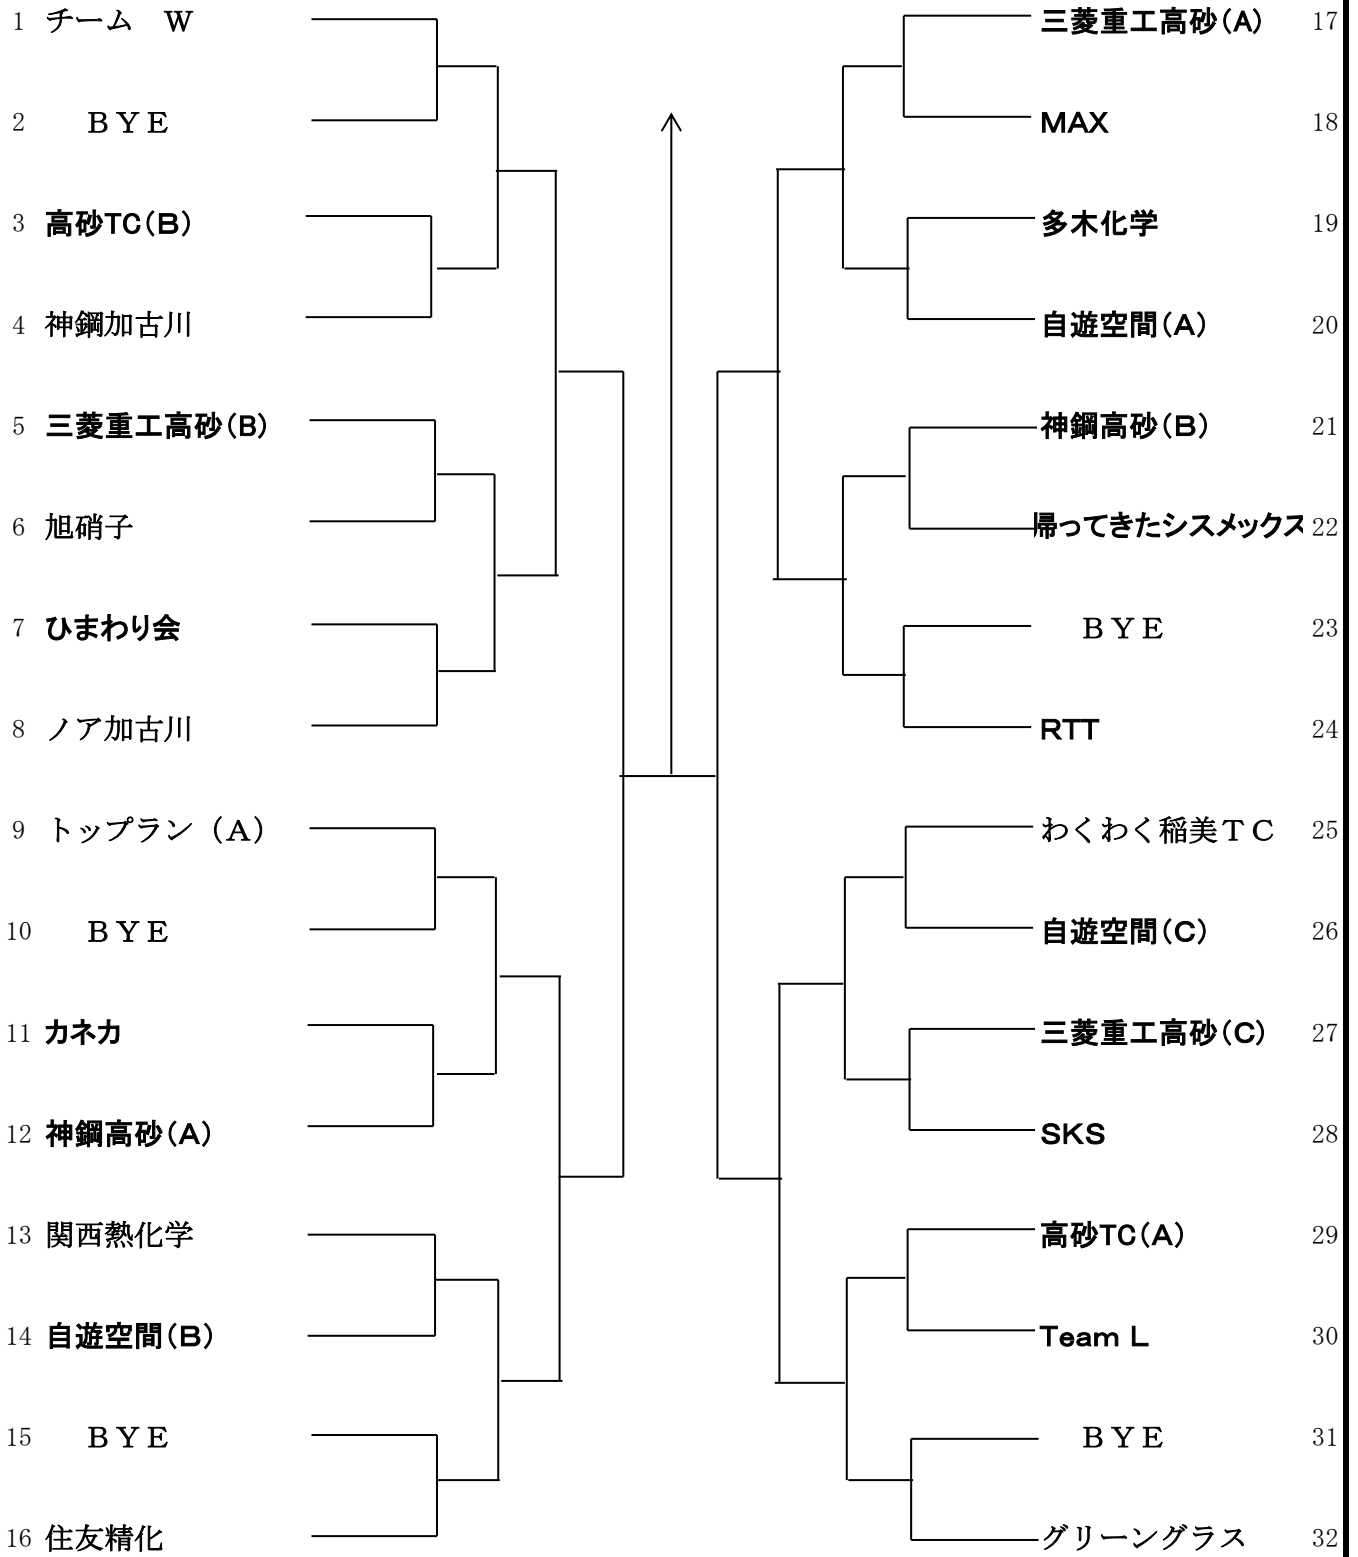 1 チーム　W
2 ＢＹＥ
3 高砂TC(B)
4 神鋼加古川
5 三菱重工高砂(B)
6 旭硝子
7 ひまわり会
8 ノア加古川
9 トップラン（A）
10 ＢＹＥ
11 カネカ
12 神鋼高砂(A)
13 関西熱化学
14 自遊空間(B)
15 ＢＹＥ
16 住友精化
三菱重工高砂(A) 17
MAX 18
多木化学 19
自遊空間(A) 20
神鋼高砂(B) 21
帰ってきたシスメックス 22
ＢＹＥ 23
RTT 24
わくわく稲美ＴＣ 25
自遊空間(C) 26
三菱重工高砂(C) 27
SKS 28
高砂TC(A) 29
Team L 30
ＢＹＥ 31
グリーングラス 32